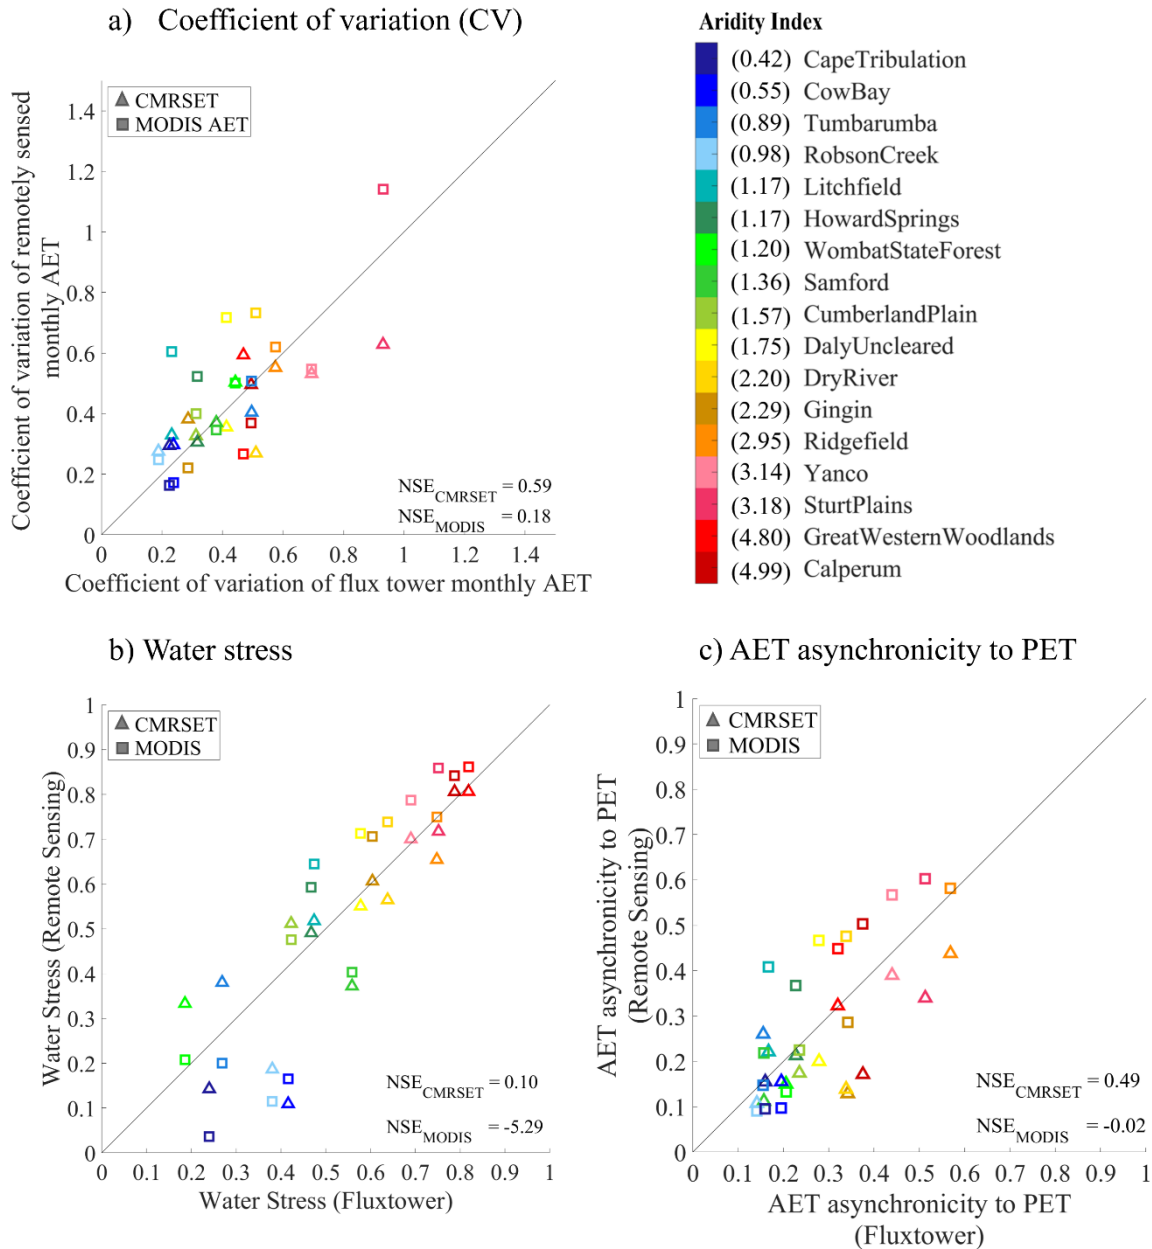 a) Coefficient of variation (CV)
Coefficient of variation of remotely sensed
monthly AET
1.4
1.2
1
0.8
0.6
0.4
0.2
0
CMRSET
MODIS AET
NSE_CMRSET = 0.59
NSE_MODIS = 0.18
0 0.2 0.4 0.6 0.8 1 1.2 1.4
Coefficient of variation of flux tower monthly AET
Aridity Index
(0.42) CapeTribulation
(0.55) CowBay
(0.89) Tumbarumba
(0.98) RobsonCreek
(1.17) Litchfield
(1.17) HowardSprings
(1.20) WombatStateForest
(1.36) Samford
(1.57) CumberlandPlain
(1.75) DalyUncleared
(2.20) DryRiver
(2.29) Gingin
(2.95) Ridgefield
(3.14) Yanco
(3.18) SturtPlains
(4.80) GreatWesternWoodlands
(4.99) Calperum
b) Water stress
Water Stress (Remote Sensing)
1
0.9
0.8
0.7
0.6
0.5
0.4
0.3
0.2
0.1
0
CMRSET
MODIS
NSE_CMRSET = 0.10
NSE_MODIS = -5.29
0 0.1 0.2 0.3 0.4 0.5 0.6 0.7 0.8 0.9 1
Water Stress (Fluxtower)
c) AET asynchronicity to PET
AET asynchronicity to PET
(Remote Sensing)
1
0.9
0.8
0.7
0.6
0.5
0.4
0.3
0.2
0.1
0
CMRSET
MODIS
NSE_CMRSET = 0.49
NSE_MODIS = -0.02
0 0.1 0.2 0.3 0.4 0.5 0.6 0.7 0.8 0.9 1
AET asynchronicity to PET
(Fluxtower)